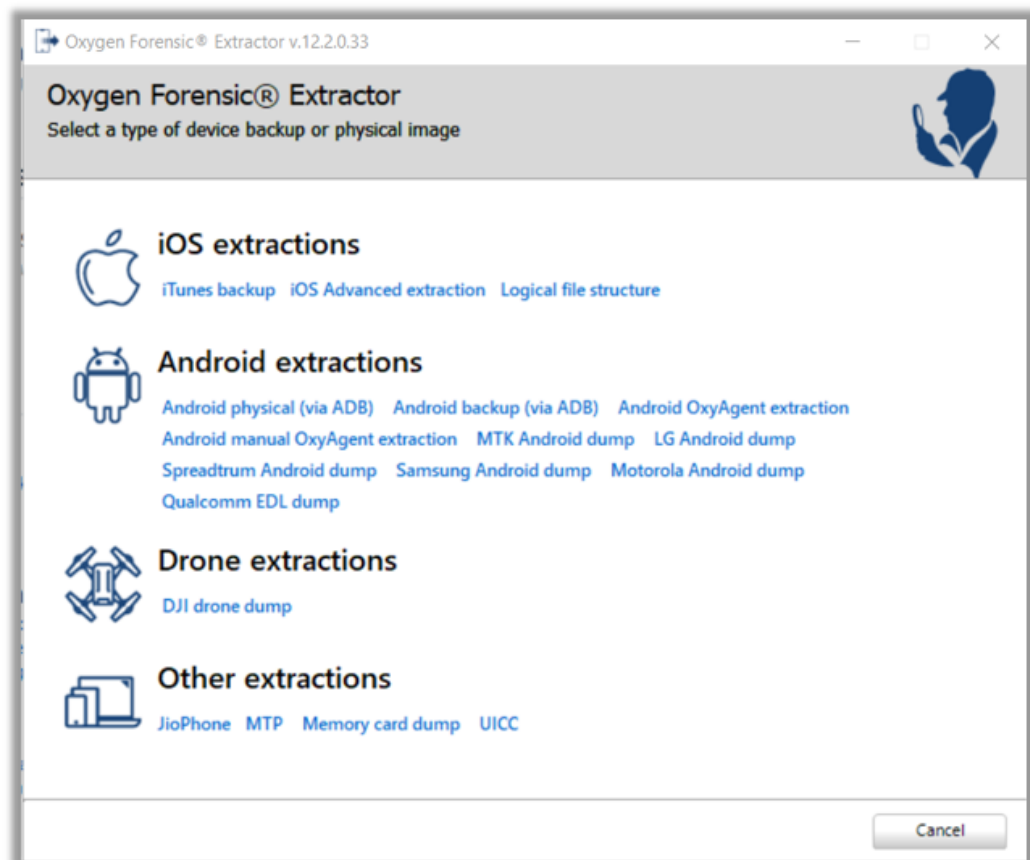 Oxygen Forensic® Extractor v.12.2.0.33
Oxygen Forensic® Extractor
Select a type of device backup or physical image
iOS extractions
iTunes backup iOS Advanced extraction Logical file structure
Android extractions
Android physical (via ADB) Android backup (via ADB) Android OxyAgent extraction
Android manual OxyAgent extraction MTK Android dump LG Android dump
Spreadtrum Android dump Samsung Android dump Motorola Android dump
Qualcomm EDL dump
Drone extractions
DJI drone dump
Other extractions
JioPhone MTP Memory card dump UICC
Cancel